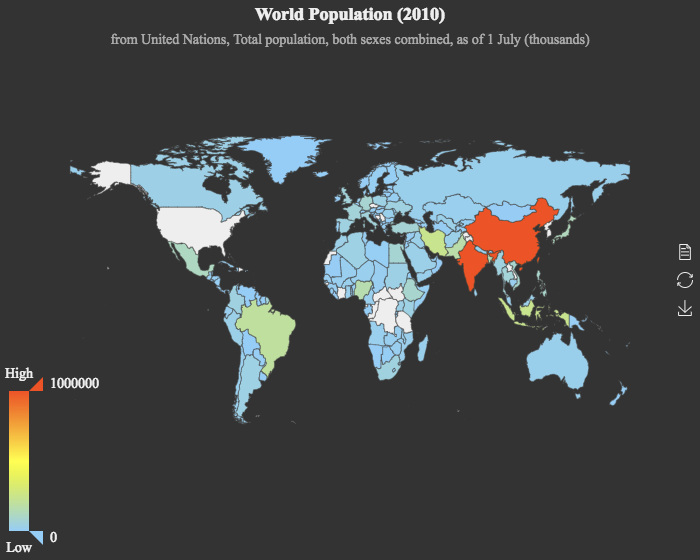 World Population (2010)
from United Nations, Total population, both sexes combined, as of 1 July (thousands)
High
1000000
0
Low